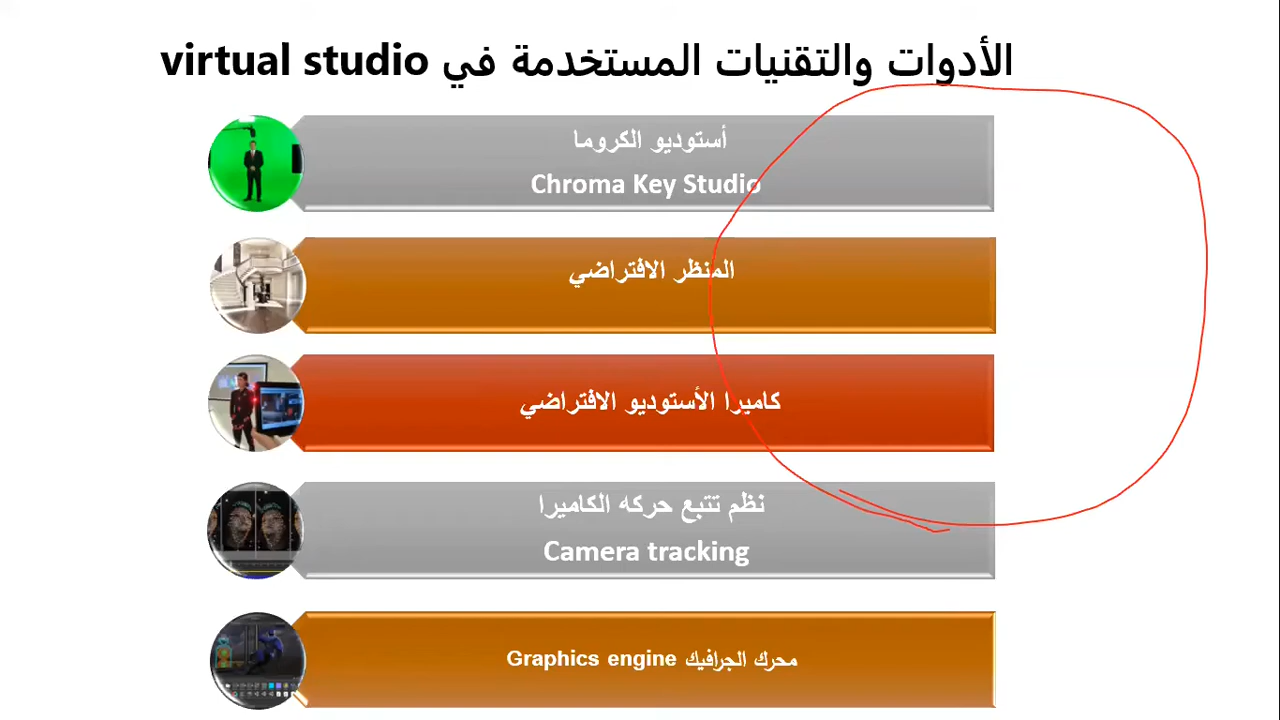 الأدوات والتقنيات المستخدمة في virtual studio
أستوديو الكروما
Chroma Key Studio
المنظر الافتراضي
كاميرا الأستوديو الافتراضي
نظم تتبع حركه الكاميرا
Camera tracking
محرك الجرافيك Graphics engine